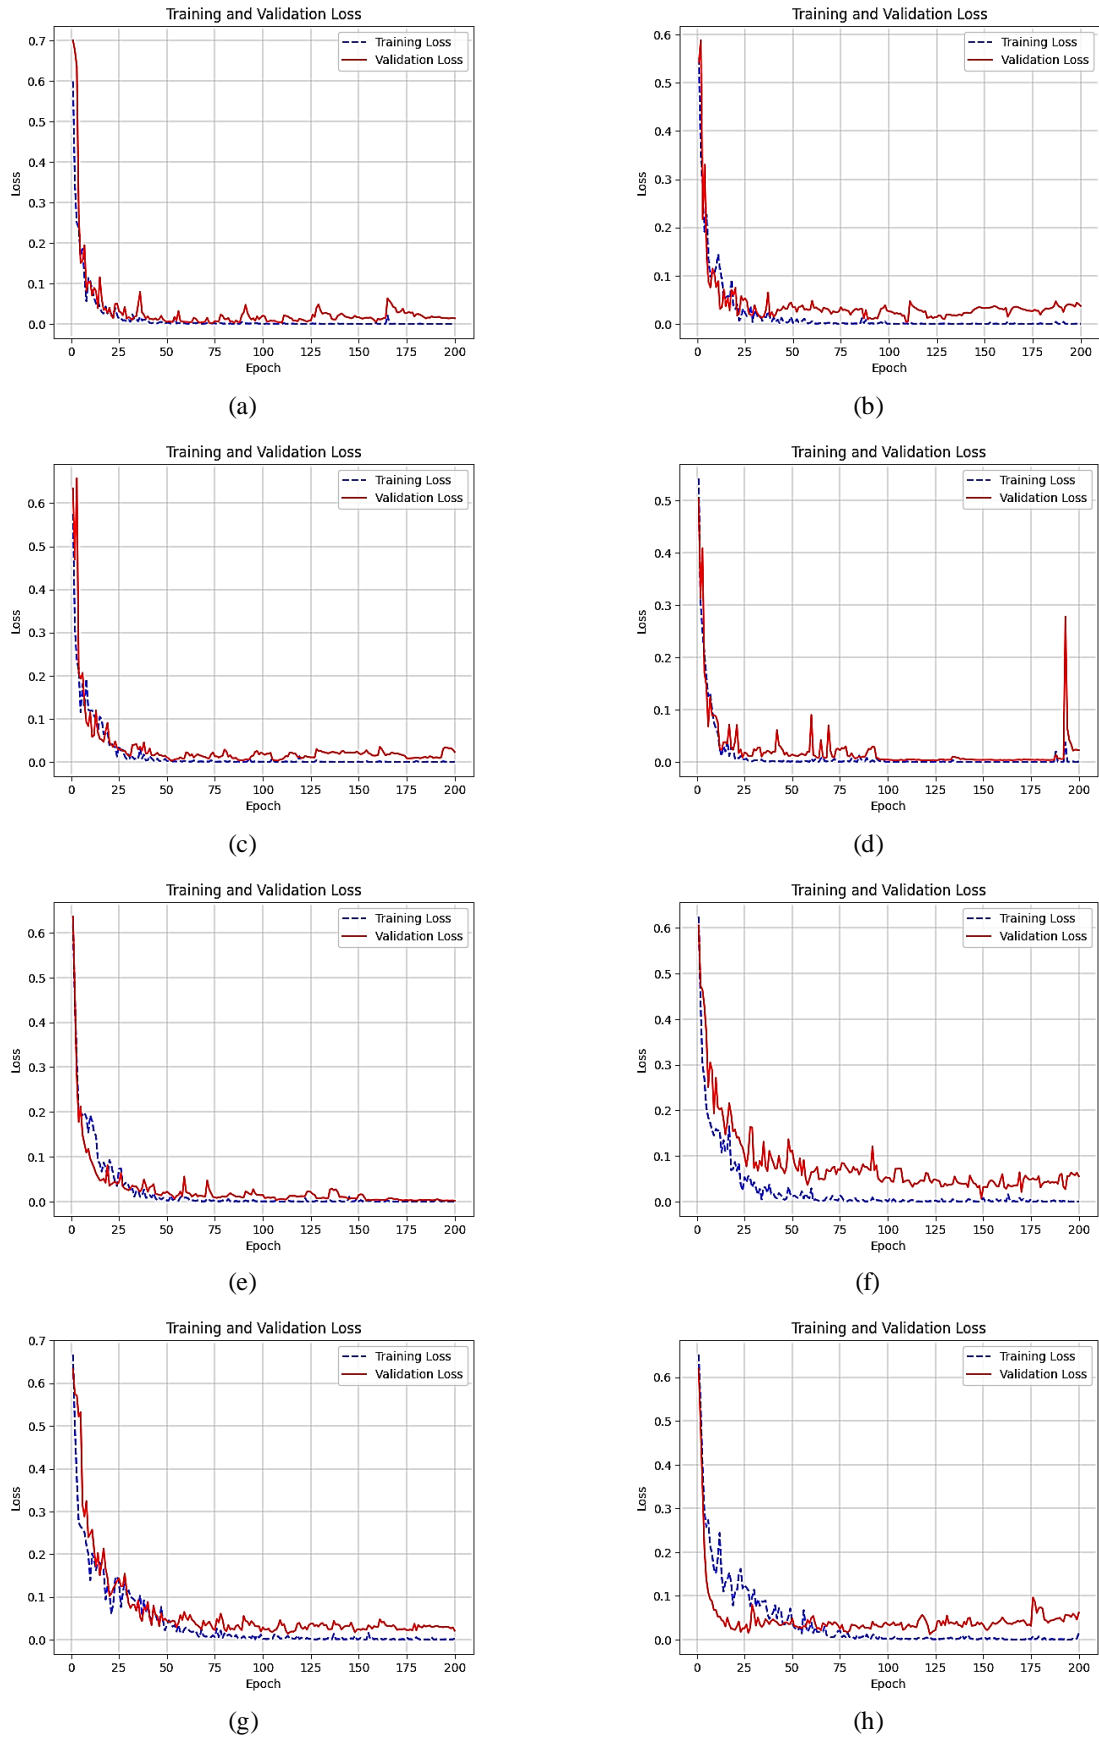 Training and Validation Loss
Training Loss
Validation Loss
Loss
0.7
0.6
0.5
0.4
0.3
0.2
0.1
0.0
0 25 50 75 100 125 150 175 200
Epoch
(a)
Training and Validation Loss
Training Loss
Validation Loss
Loss
0.6
0.5
0.4
0.3
0.2
0.1
0.0
0 25 50 75 100 125 150 175 200
Epoch
(b)
Training and Validation Loss
Training Loss
Validation Loss
Loss
0.6
0.5
0.4
0.3
0.2
0.1
0.0
0 25 50 75 100 125 150 175 200
Epoch
(c)
Training and Validation Loss
Training Loss
Validation Loss
Loss
0.5
0.4
0.3
0.2
0.1
0.0
0 25 50 75 100 125 150 175 200
Epoch
(d)
Training and Validation Loss
Training Loss
Validation Loss
Loss
0.6
0.5
0.4
0.3
0.2
0.1
0.0
0 25 50 75 100 125 150 175 200
Epoch
(e)
Training and Validation Loss
Training Loss
Validation Loss
Loss
0.6
0.5
0.4
0.3
0.2
0.1
0.0
0 25 50 75 100 125 150 175 200
Epoch
(f)
Training and Validation Loss
Training Loss
Validation Loss
Loss
0.7
0.6
0.5
0.4
0.3
0.2
0.1
0.0
0 25 50 75 100 125 150 175 200
Epoch
(g)
Training and Validation Loss
Training Loss
Validation Loss
Loss
0.6
0.5
0.4
0.3
0.2
0.1
0.0
0 25 50 75 100 125 150 175 200
Epoch
(h)